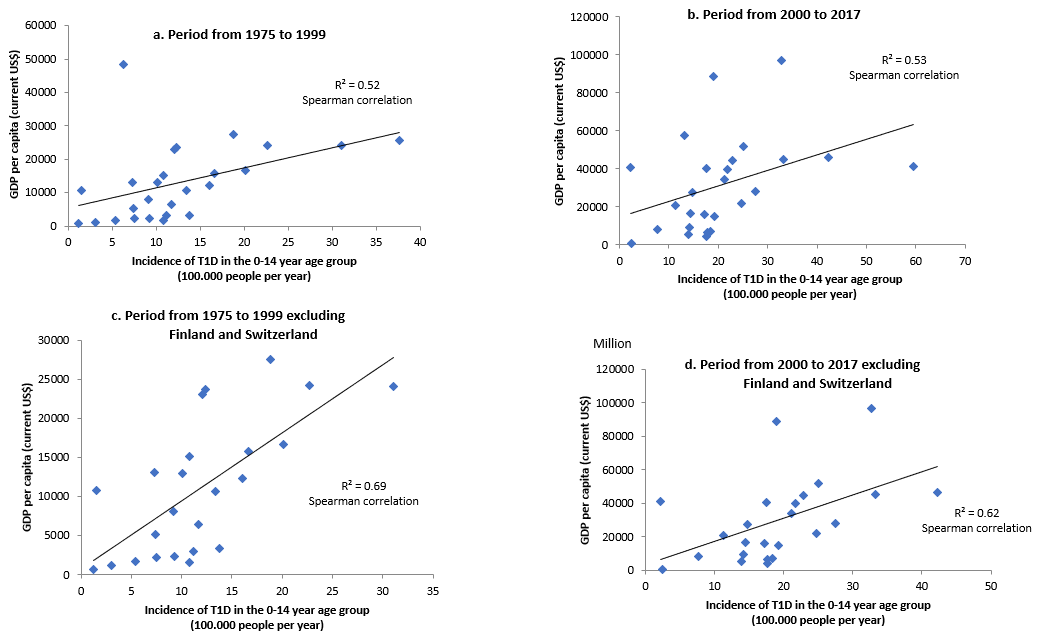 a. Period from 1975 to 1999
GDP per capita (current US$)
60000
50000
40000
30000
20000
10000
0
R² = 0.52
Spearman correlation
0 5 10 15 20 25 30 35 40
Incidence of T1D in the 0-14 year age group
(100.000 people per year)
b. Period from 2000 to 2017
GDP per capita (current US$)
120000
100000
80000
60000
40000
20000
0
R² = 0.53
Spearman correlation
0 10 20 30 40 50 60 70
Incidence of T1D in the 0-14 year age group
(100.000 people per year)
c. Period from 1975 to 1999 excluding
Finland and Switzerland
GDP per capita (current US$)
30000
25000
20000
15000
10000
5000
0
R² = 0.69
Spearman correlation
0 5 10 15 20 25 30 35
Incidence of T1D in the 0-14 year age group
(100.000 people per year)
Million
d. Period from 2000 to 2017 excluding
Finland and Switzerland
GDP per capita (current US$)
120000
100000
80000
60000
40000
20000
0
R² = 0.62
Spearman correlation
0 10 20 30 40 50
Incidence of T1D in the 0-14 year age group
(100.000 people per year)